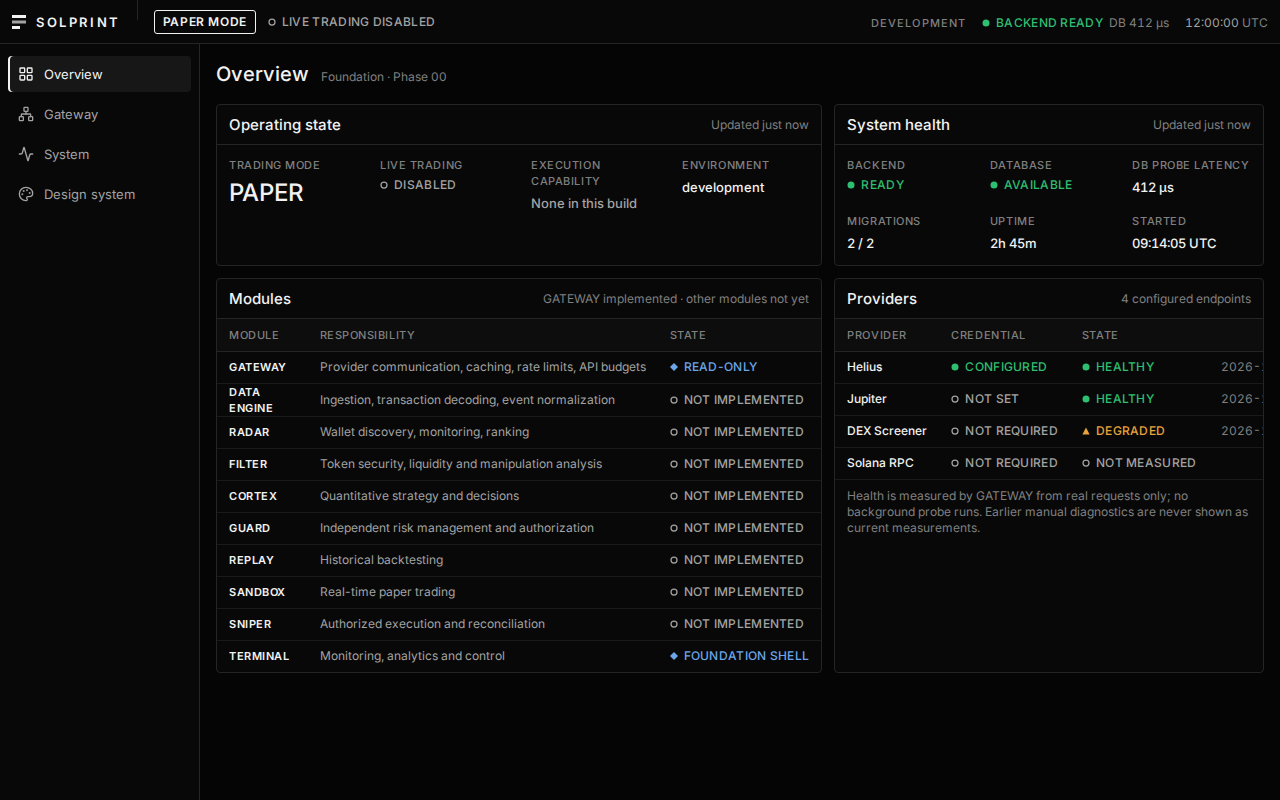 SOLPRINT
PAPER MODE
LIVE TRADING DISABLED
DEVELOPMENT
BACKEND READY DB 412 µs
12:00:00 UTC
Overview
Gateway
System
Design system
Overview Foundation · Phase 00
Operating state Updated just now
TRADING MODE
PAPER
LIVE TRADING
DISABLED
EXECUTION
CAPABILITY
None in this build
ENVIRONMENT
development
System health Updated just now
BACKEND
READY
DATABASE
AVAILABLE
DB PROBE LATENCY
412 µs
MIGRATIONS
2 / 2
UPTIME
2h 45m
STARTED
09:14:05 UTC
Modules GATEWAY implemented · other modules not yet
MODULE RESPONSIBILITY STATE
GATEWAY Provider communication, caching, rate limits, API budgets READ-ONLY
DATA
ENGINE Ingestion, transaction decoding, event normalization NOT IMPLEMENTED
RADAR Wallet discovery, monitoring, ranking NOT IMPLEMENTED
FILTER Token security, liquidity and manipulation analysis NOT IMPLEMENTED
CORTEX Quantitative strategy and decisions NOT IMPLEMENTED
GUARD Independent risk management and authorization NOT IMPLEMENTED
REPLAY Historical backtesting NOT IMPLEMENTED
SANDBOX Real-time paper trading NOT IMPLEMENTED
SNIPER Authorized execution and reconciliation NOT IMPLEMENTED
TERMINAL Monitoring, analytics and control FOUNDATION SHELL
Providers 4 configured endpoints
PROVIDER CREDENTIAL STATE
Helius CONFIGURED HEALTHY 2026-
Jupiter NOT SET HEALTHY 2026-
DEX Screener NOT REQUIRED DEGRADED 2026-
Solana RPC NOT REQUIRED NOT MEASURED
Health is measured by GATEWAY from real requests only; no
background probe runs. Earlier manual diagnostics are never shown as
current measurements.